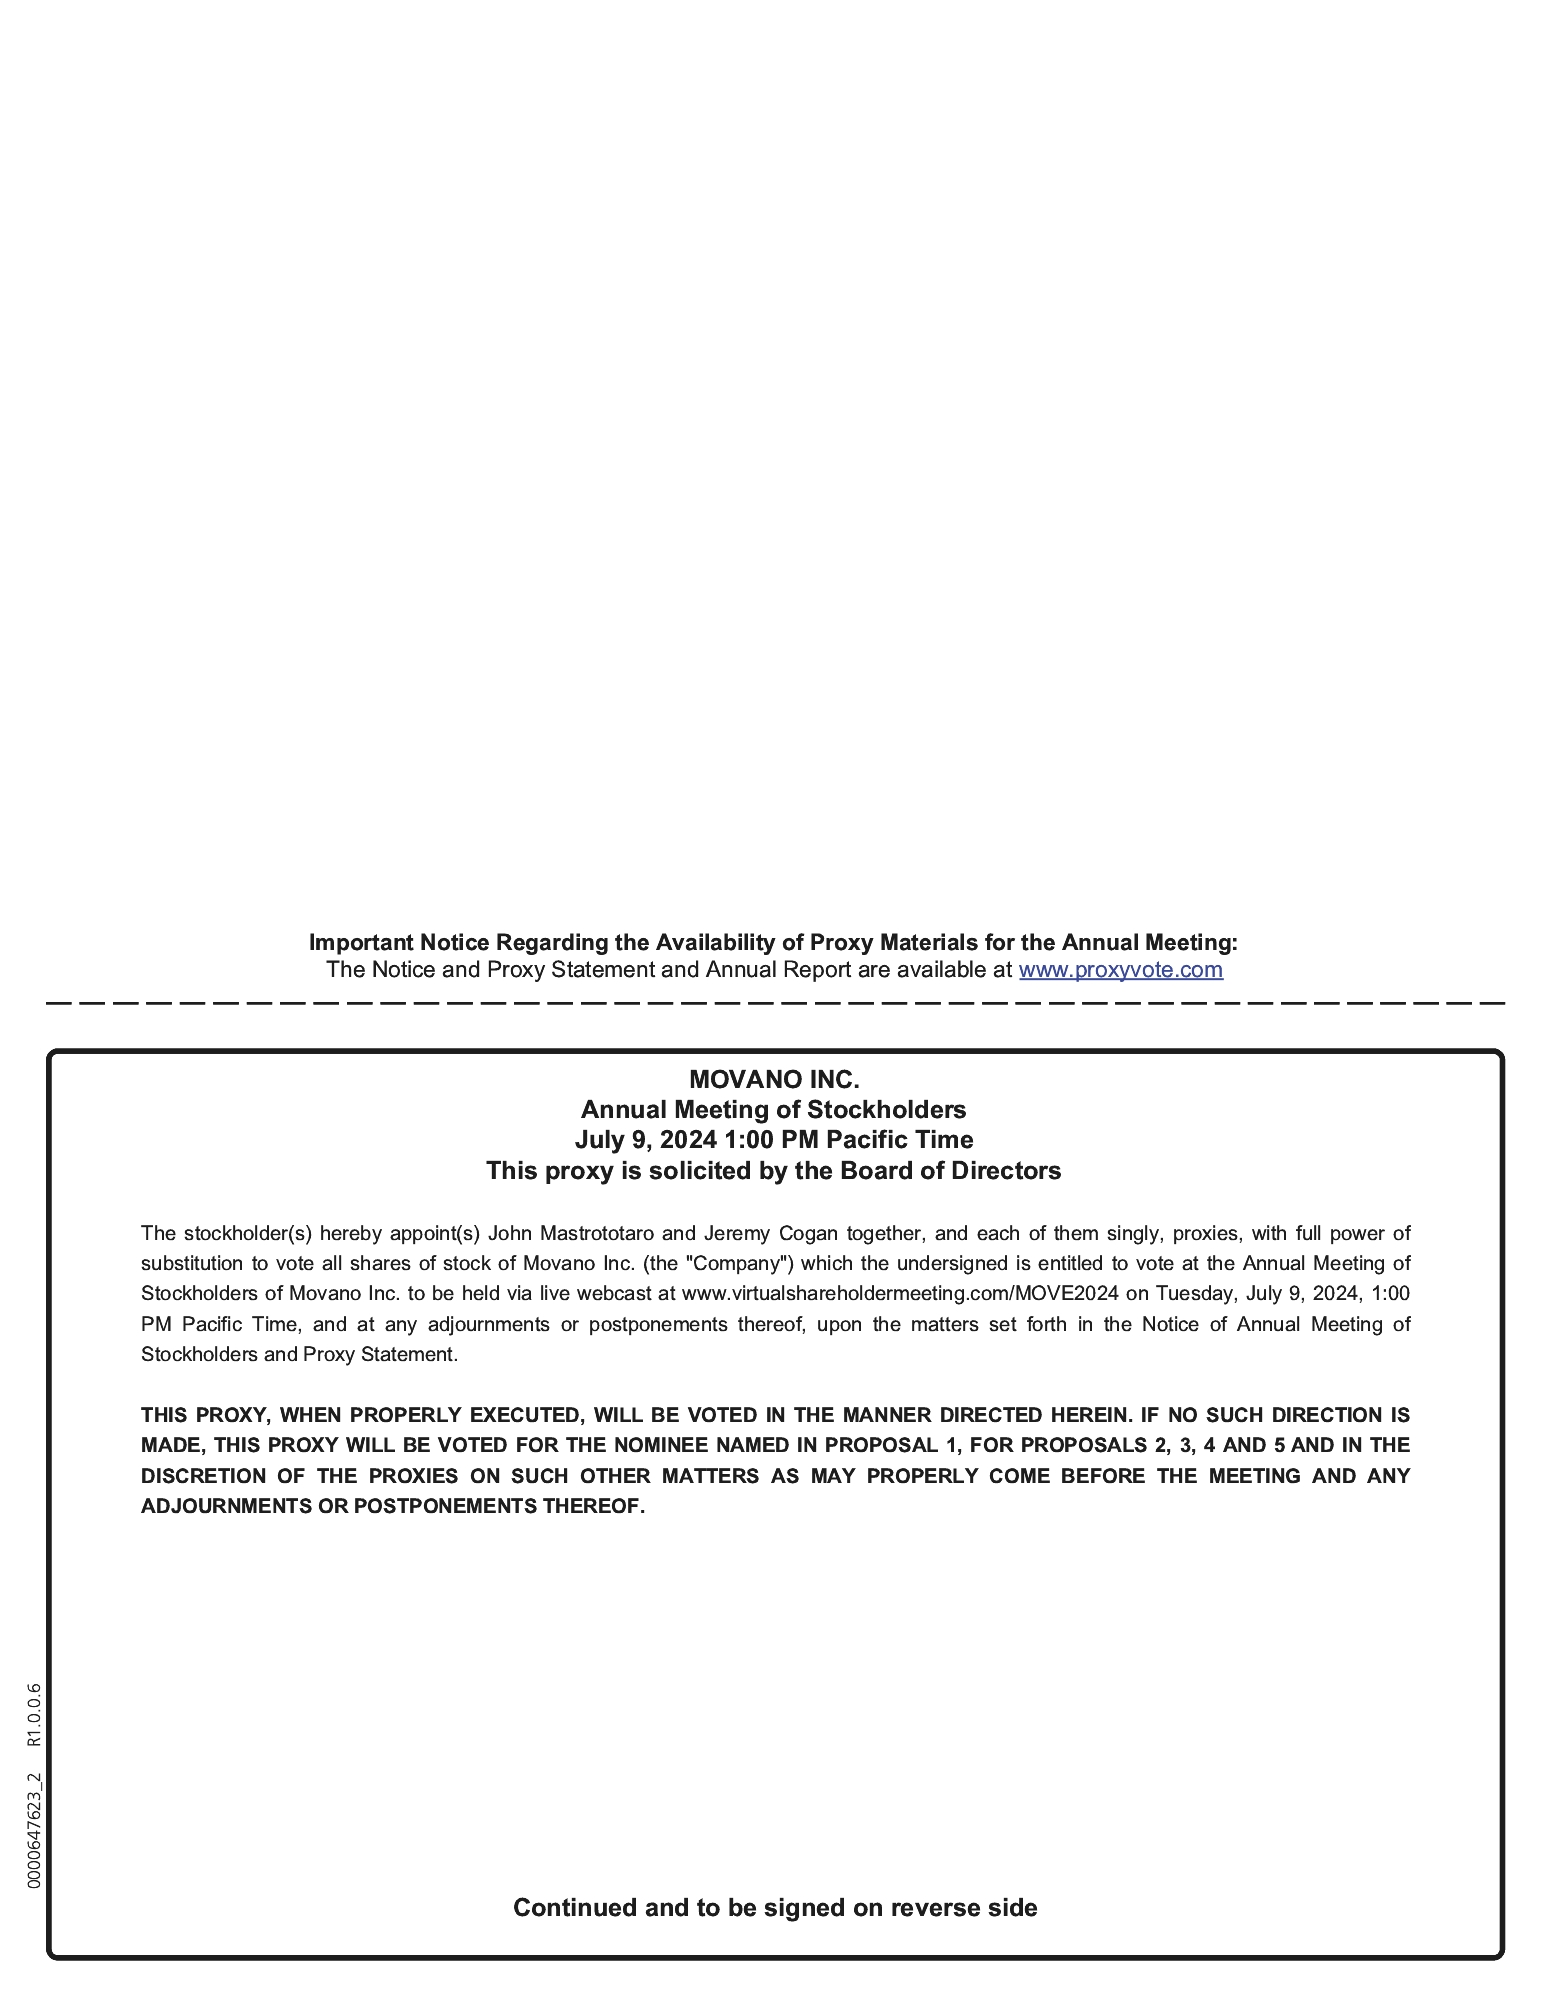 Important Notice Regarding the Availability of Proxy Materials for the Annual Meeting:
The Notice and Proxy Statement and Annual Report are available at www.proxyvote.com
MOVANO INC.
Annual Meeting of Stockholders
July 9, 2024 1:00 PM Pacific Time
This proxy is solicited by the Board of Directors
The stockholder(s) hereby appoint(s) John Mastrototaro and Jeremy Cogan together, and each of them singly, proxies, with full power of
substitution to vote all shares of stock of Movano Inc. (the "Company") which the undersigned is entitled to vote at the Annual Meeting of
Stockholders of Movano Inc. to be held via live webcast at www.virtualshareholdermeeting.com/MOVE2024 on Tuesday, July 9, 2024, 1:00
PM Pacific Time, and at any adjournments or postponements thereof, upon the matters set forth in the Notice of Annual Meeting of
Stockholders and Proxy Statement.
THIS PROXY, WHEN PROPERLY EXECUTED, WILL BE VOTED IN THE MANNER DIRECTED HEREIN. IF NO SUCH DIRECTION IS
MADE, THIS PROXY WILL BE VOTED FOR THE NOMINEE NAMED IN PROPOSAL 1, FOR PROPOSALS 2, 3, 4 AND 5 AND IN THE
DISCRETION OF THE PROXIES ON SUCH OTHER MATTERS AS MAY PROPERLY COME BEFORE THE MEETING AND ANY
ADJOURNMENTS OR POSTPONEMENTS THEREOF.
0000647623_2 R1.0.0.6
Continued and to be signed on reverse side